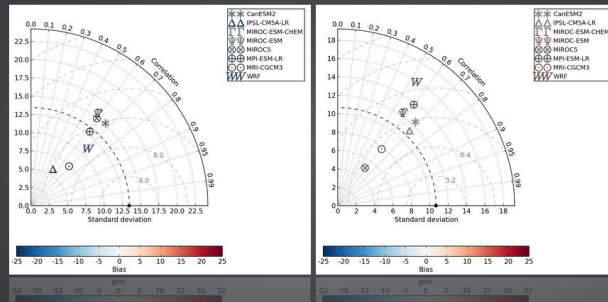 CanESM2
IPSL-CM5A-LR
MIROC-ESM-CHEM
MIROC-ESM
MIROC5
MPI-ESM-LR
MRI-CGCM3
WRF
22.5
20.0
17.5
15.0
12.5
10.0
7.5
5.0
2.5
0.0
0.0 0.1 0.2 0.3 0.4 0.5 0.6 0.7 0.8 0.9 0.95 0.99
Correlation
W
8.0
4.0
0.0 2.5 5.0 7.5 10.0 12.5 15.0 17.5 20.0 22.5
Standard deviation
-25 -20 -15 -10 -5 0 5 10 15 20 25
Bias
CanESM2
IPSL-CM5A-LR
MIROC-ESM-CHEM
MIROC-ESM
MIROC5
MPI-ESM-LR
MRI-CGCM3
WRF
18
16
14
12
10
8
6
4
2
0
0.0 0.1 0.2 0.3 0.4 0.5 0.6 0.7 0.8 0.9 0.95 0.99
Correlation
W
6.4
3.2
0 2 4 6 8 10 12 14 16 18
Standard deviation
-25 -20 -15 -10 -5 0 5 10 15 20 25
Bias